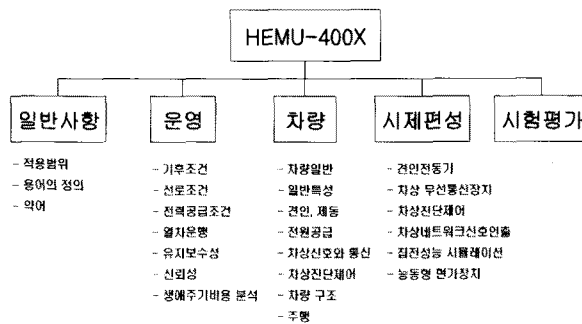 HEMU-400X
일반사항
- 적용범위
- 용어의 정의
- 약어
운영
- 기후조건
- 선로조건
- 전력공급조건
- 열차운행
- 유지보수성
- 신뢰성
- 생애주기비용 분석
차량
- 차량일반
- 일반특성
- 견인, 제동
- 전원공급
- 차상신호와 통신
- 차상진단제어
- 차량 구조
- 주행
시제편성
- 견인전동기
- 차상 무선통신장치
- 차상진단제어
- 차상네트워크신호인출
- 집전성능 시뮬레이션
- 능동형 현가장치
시험평가